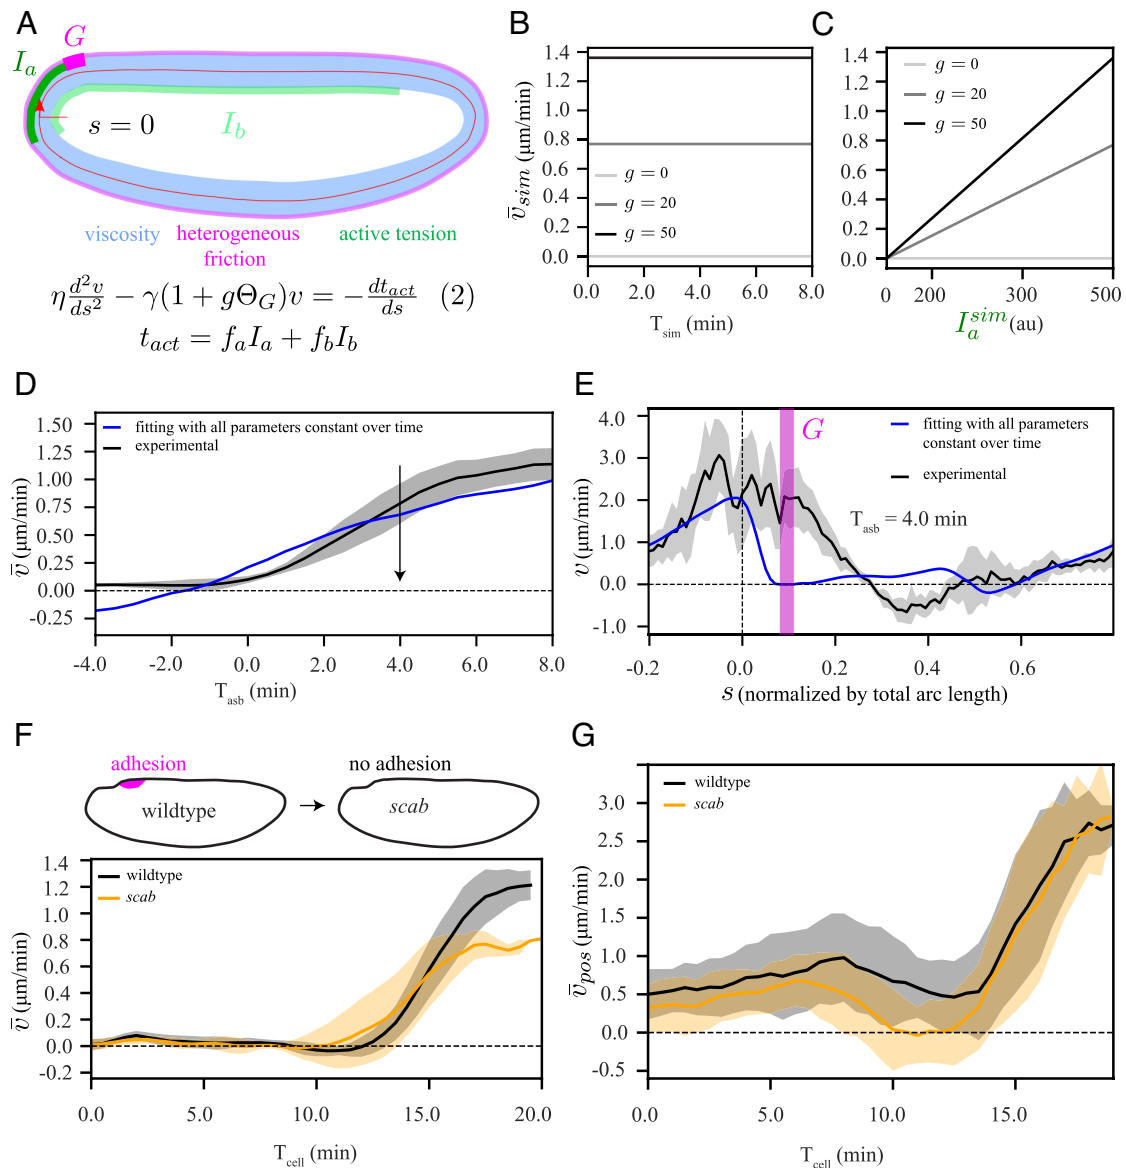 A
G
I_a
s = 0
I_b
viscosity
heterogeneous friction
active tension
η d²v/ds² − γ(1 + gΘ_G)v = − dt_act/ds (2)
t_act = f_a I_a + f_b I_b
B
v̄_sim (μm/min)
1.4
1.2
1.0
0.8
0.6
0.4
0.2
0.0
g = 0
g = 20
g = 50
0.0 2.0 4.0 6.0 8.0
T_sim (min)
C
1.4
1.2
1.0
0.8
0.6
0.4
0.2
0.0
g = 0
g = 20
g = 50
0 200 300 500
I_a^sim (au)
D
v̄ (μm/min)
1.50
1.25
1.00
0.75
0.50
0.25
0.00
-0.25
fitting with all parameters constant over time
experimental
-4.0 -2.0 0.0 2.0 4.0 6.0 8.0
T_asb (min)
E
v (μm/min)
4.0
3.0
2.0
1.0
0.0
-1.0
G
fitting with all parameters
constant over time
experimental
T_asb = 4.0 min
-0.2 0.0 0.2 0.4 0.6
s (normalized by total arc length)
F
adhesion
no adhesion
wildtype
scab
v̄ (μm/min)
1.4
1.2
1.0
0.8
0.6
0.4
0.2
0.0
-0.2
wildtype
scab
0.0 5.0 10.0 15.0 20.0
T_cell (min)
G
v̄_pos (μm/min)
3.0
2.5
2.0
1.5
1.0
0.5
0.0
-0.5
wildtype
scab
0.0 5.0 10.0 15.0
T_cell (min)